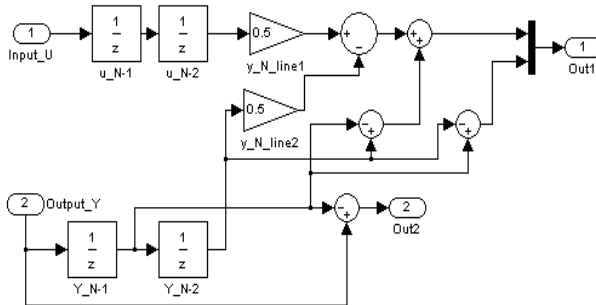 1
Input_U
1
z
u_N-1
1
z
u_N-2
0.5
y_N_line1
+
-
+
+
1
Out1
0.5
y_N_line2
-
+
-
+
2
Output_Y
1
z
Y_N-1
1
z
Y_N-2
-
+
2
Out2